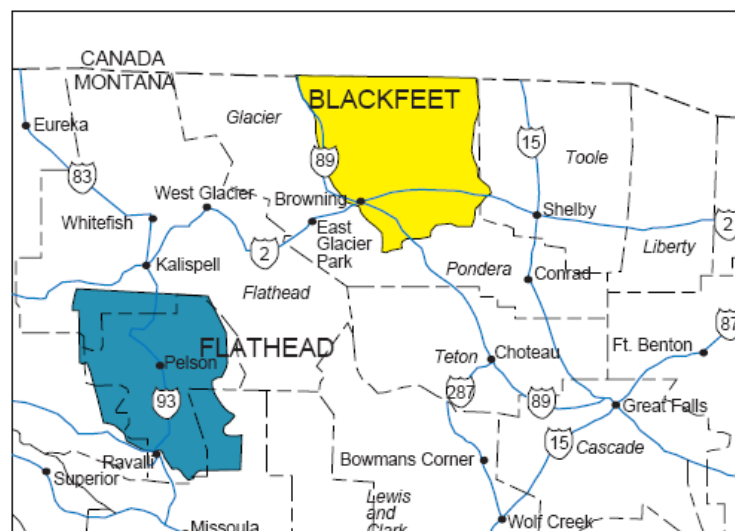 CANADA
MONTANA
BLACKFEET
Eureka
Glacier
15
Toole
89
83
West Glacier
Browning
Whitefish
East
Glacier
Park
Shelby
2
Liberty
2
Kalispell
Pondera
Conrad
Flathead
87
FLATHEAD
Teton
Choteau
Ft. Benton
Pelson
287
89
93
Great Falls
15
Cascade
Ravalli
Bowmans Corner
Superior
Lewis
and
Clark
Wolf Creek
Missoula